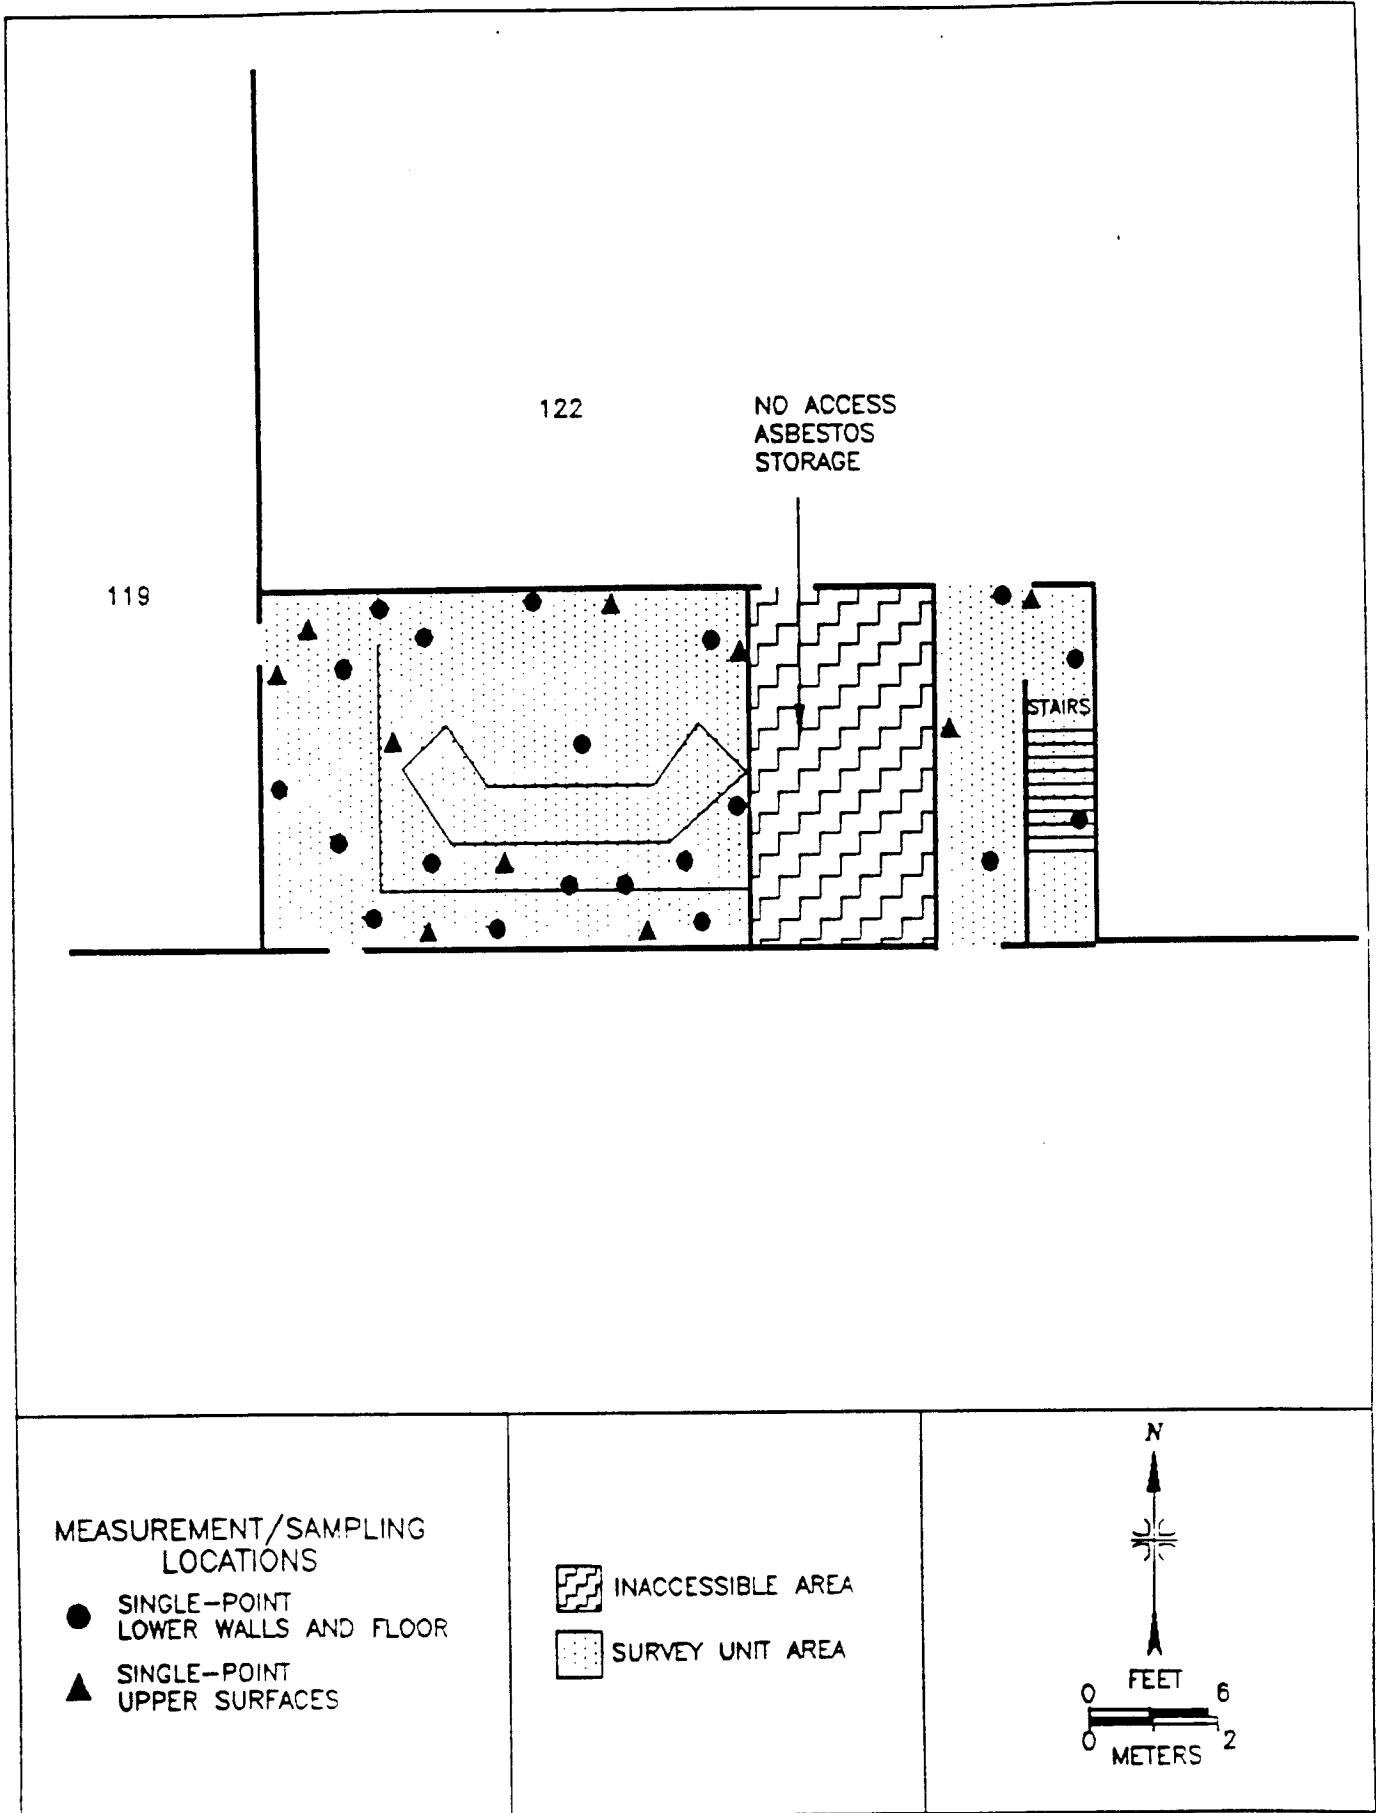 122
NO ACCESS
ASBESTOS
STORAGE
119
STAIRS
MEASUREMENT/SAMPLING
LOCATIONS
SINGLE-POINT
LOWER WALLS AND FLOOR
SINGLE-POINT
UPPER SURFACES
INACCESSIBLE AREA
SURVEY UNIT AREA
N
FEET
0 6
0 2
METERS